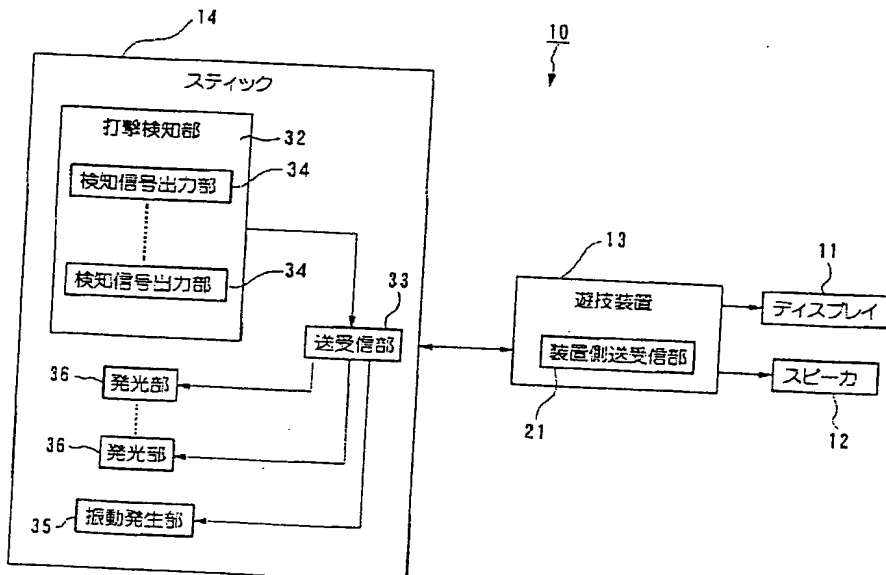 14
10
スティック
打撃検知部
32
検知信号出力部
34
検知信号出力部
34
33
送受信部
36
発光部
36
発光部
35
振動発生部
13
遊技装置
装置側送受信部
21
11
ディスプレイ
スピーカ
12